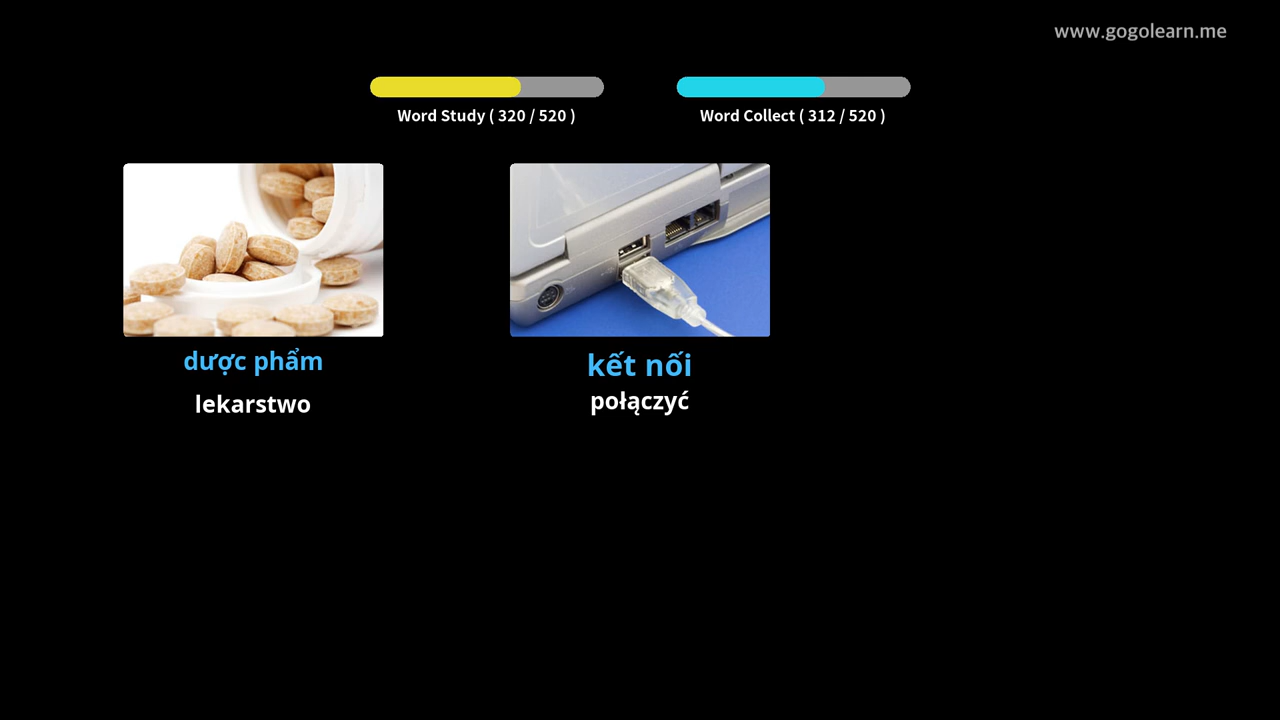 www.gogolearn.me
Word Study ( 320 / 520 )
Word Collect ( 312 / 520 )
dược phẩm
lekarstwo
kết nối
połączyć